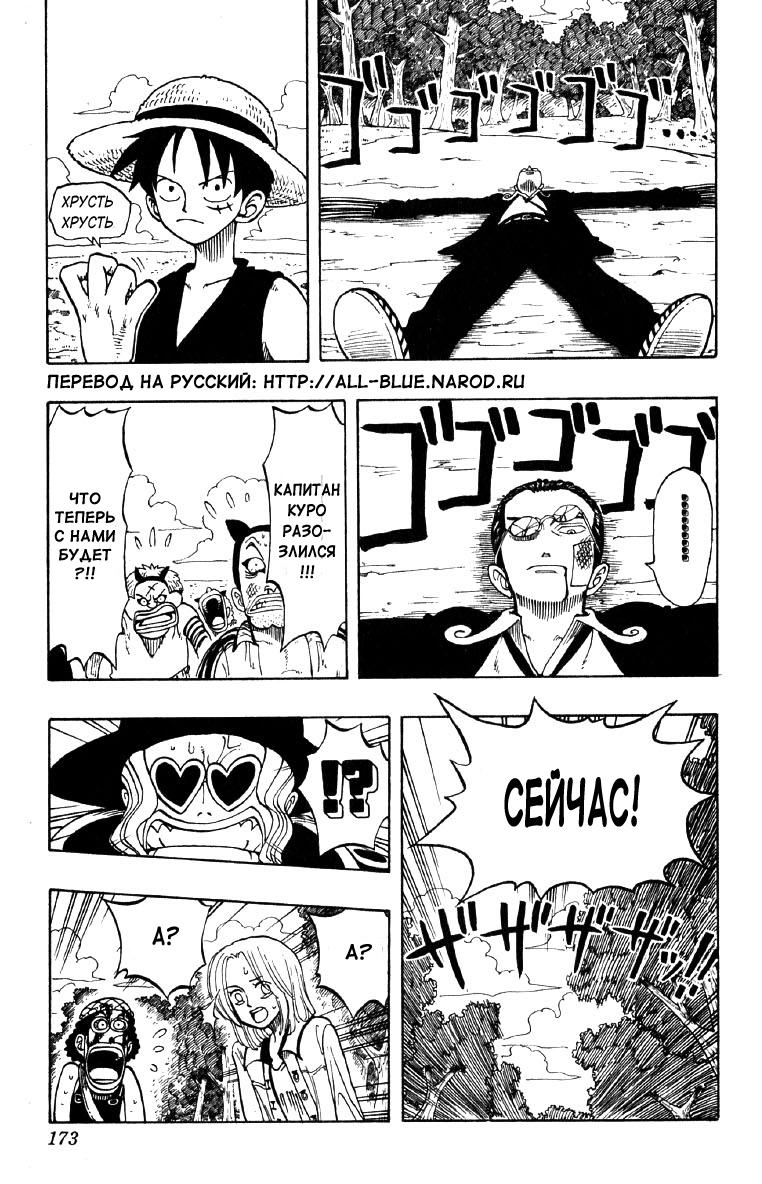 ゴゴゴゴゴゴ.....
ХРУСТЬ
ХРУСТЬ
ПЕРЕВОД НА РУССКИЙ: HTTP://ALL-BLUE.NAROD.RU
ゴゴゴゴゴゴ
.........
КАПИТАН
КУРО
РАЗО-
ЗЛИЛСЯ
!!!
ЧТО
ТЕПЕРЬ
С НАМИ
БУДЕТ
?!!
СЕЙЧАС!
ザザザザッ!!
!?
А?
А?
173